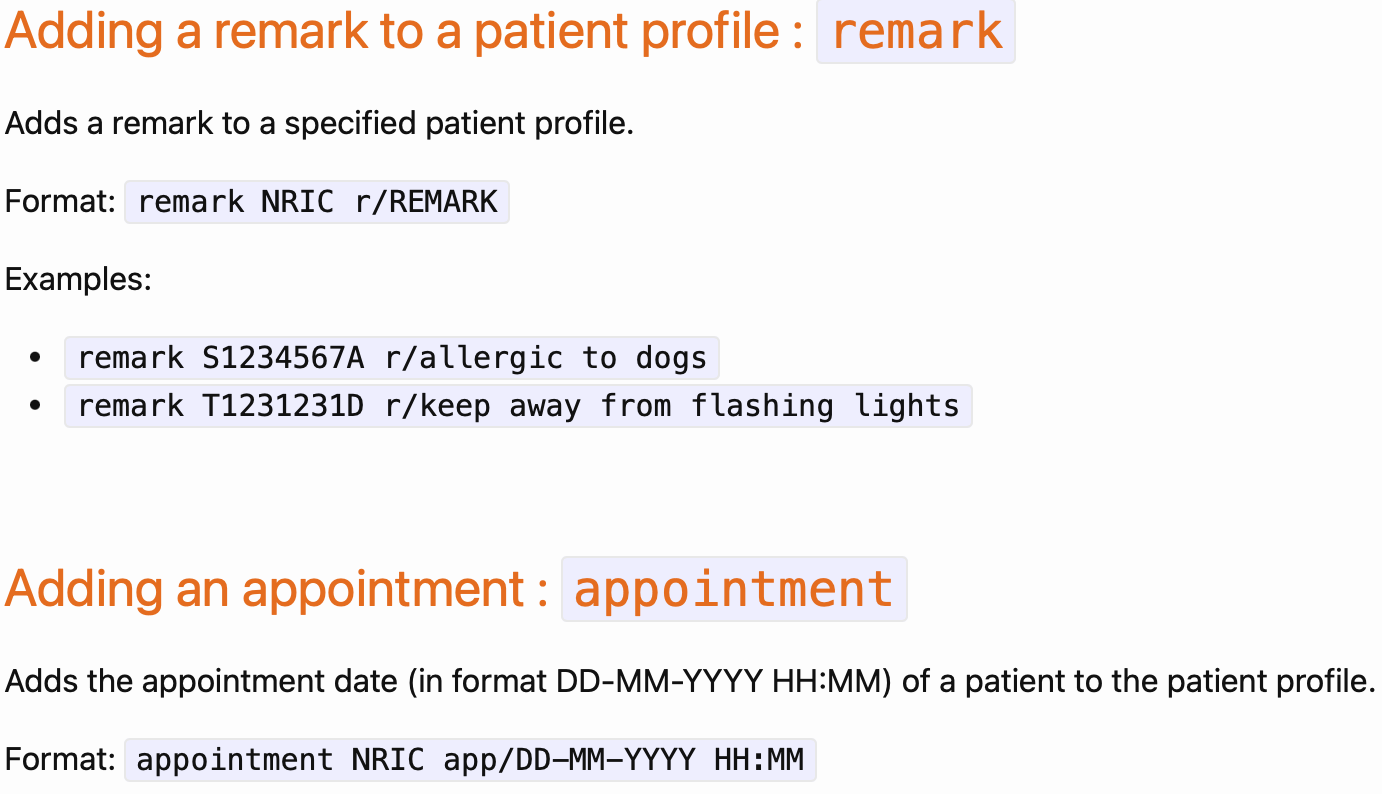 Adding a remark to a patient profile : remark
Adds a remark to a specified patient profile.
Format: remark NRIC r/REMARK
Examples:
• remark S1234567A r/allergic to dogs
• remark T1231231D r/keep away from flashing lights
Adding an appointment : appointment
Adds the appointment date (in format DD-MM-YYYY HH:MM) of a patient to the patient profile.
Format: appointment NRIC app/DD-MM-YYYY HH:MM